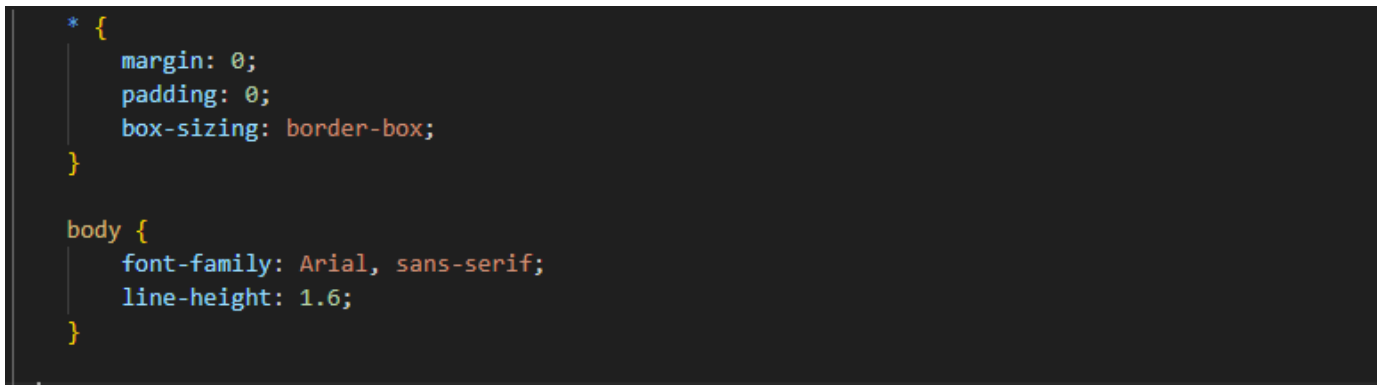 * {
margin: 0;
padding: 0;
box-sizing: border-box;
}
body {
font-family: Arial, sans-serif;
line-height: 1.6;
}